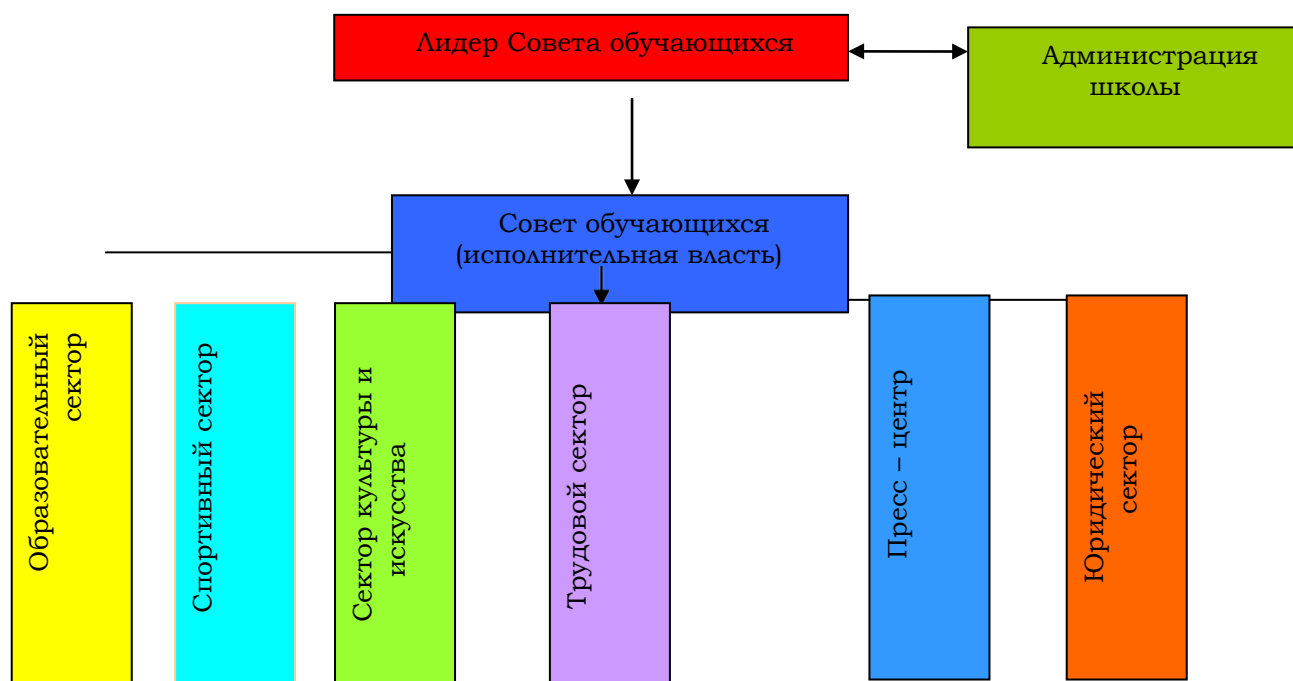 Лидер Совета обучающихся
Администрация
школы
Совет обучающихся
(исполнительная власть)
Образовательный
сектор
Спортивный сектор
Сектор культуры и
искусства
Трудовой сектор
Пресс – центр
Юридический
сектор